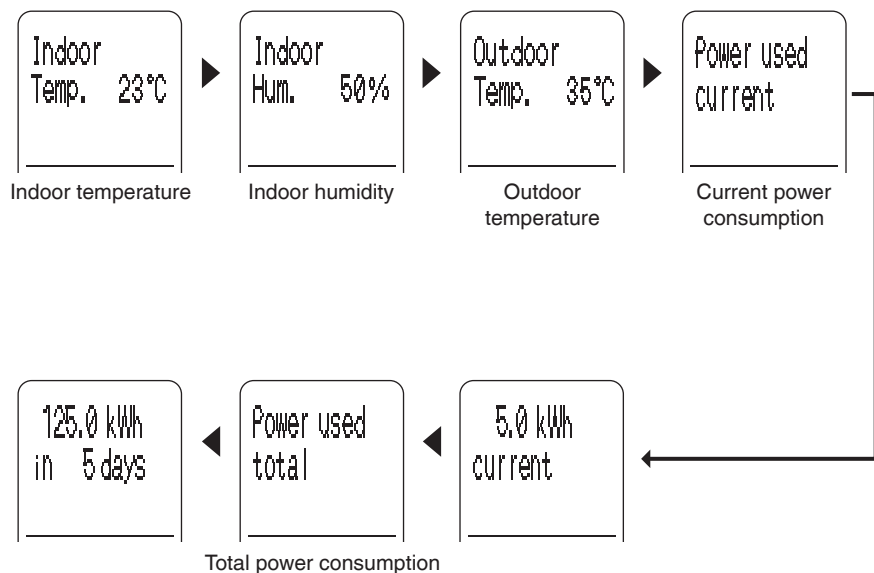 Indoor
Temp. 23°C
Indoor temperature
Indoor
Hum. 50%
Indoor humidity
Outdoor
Temp. 35°C
Outdoor
temperature
Power used
current
Current power
consumption
5.0 kWh
current
Power used
total
125.0 kWh
in 5 days
Total power consumption